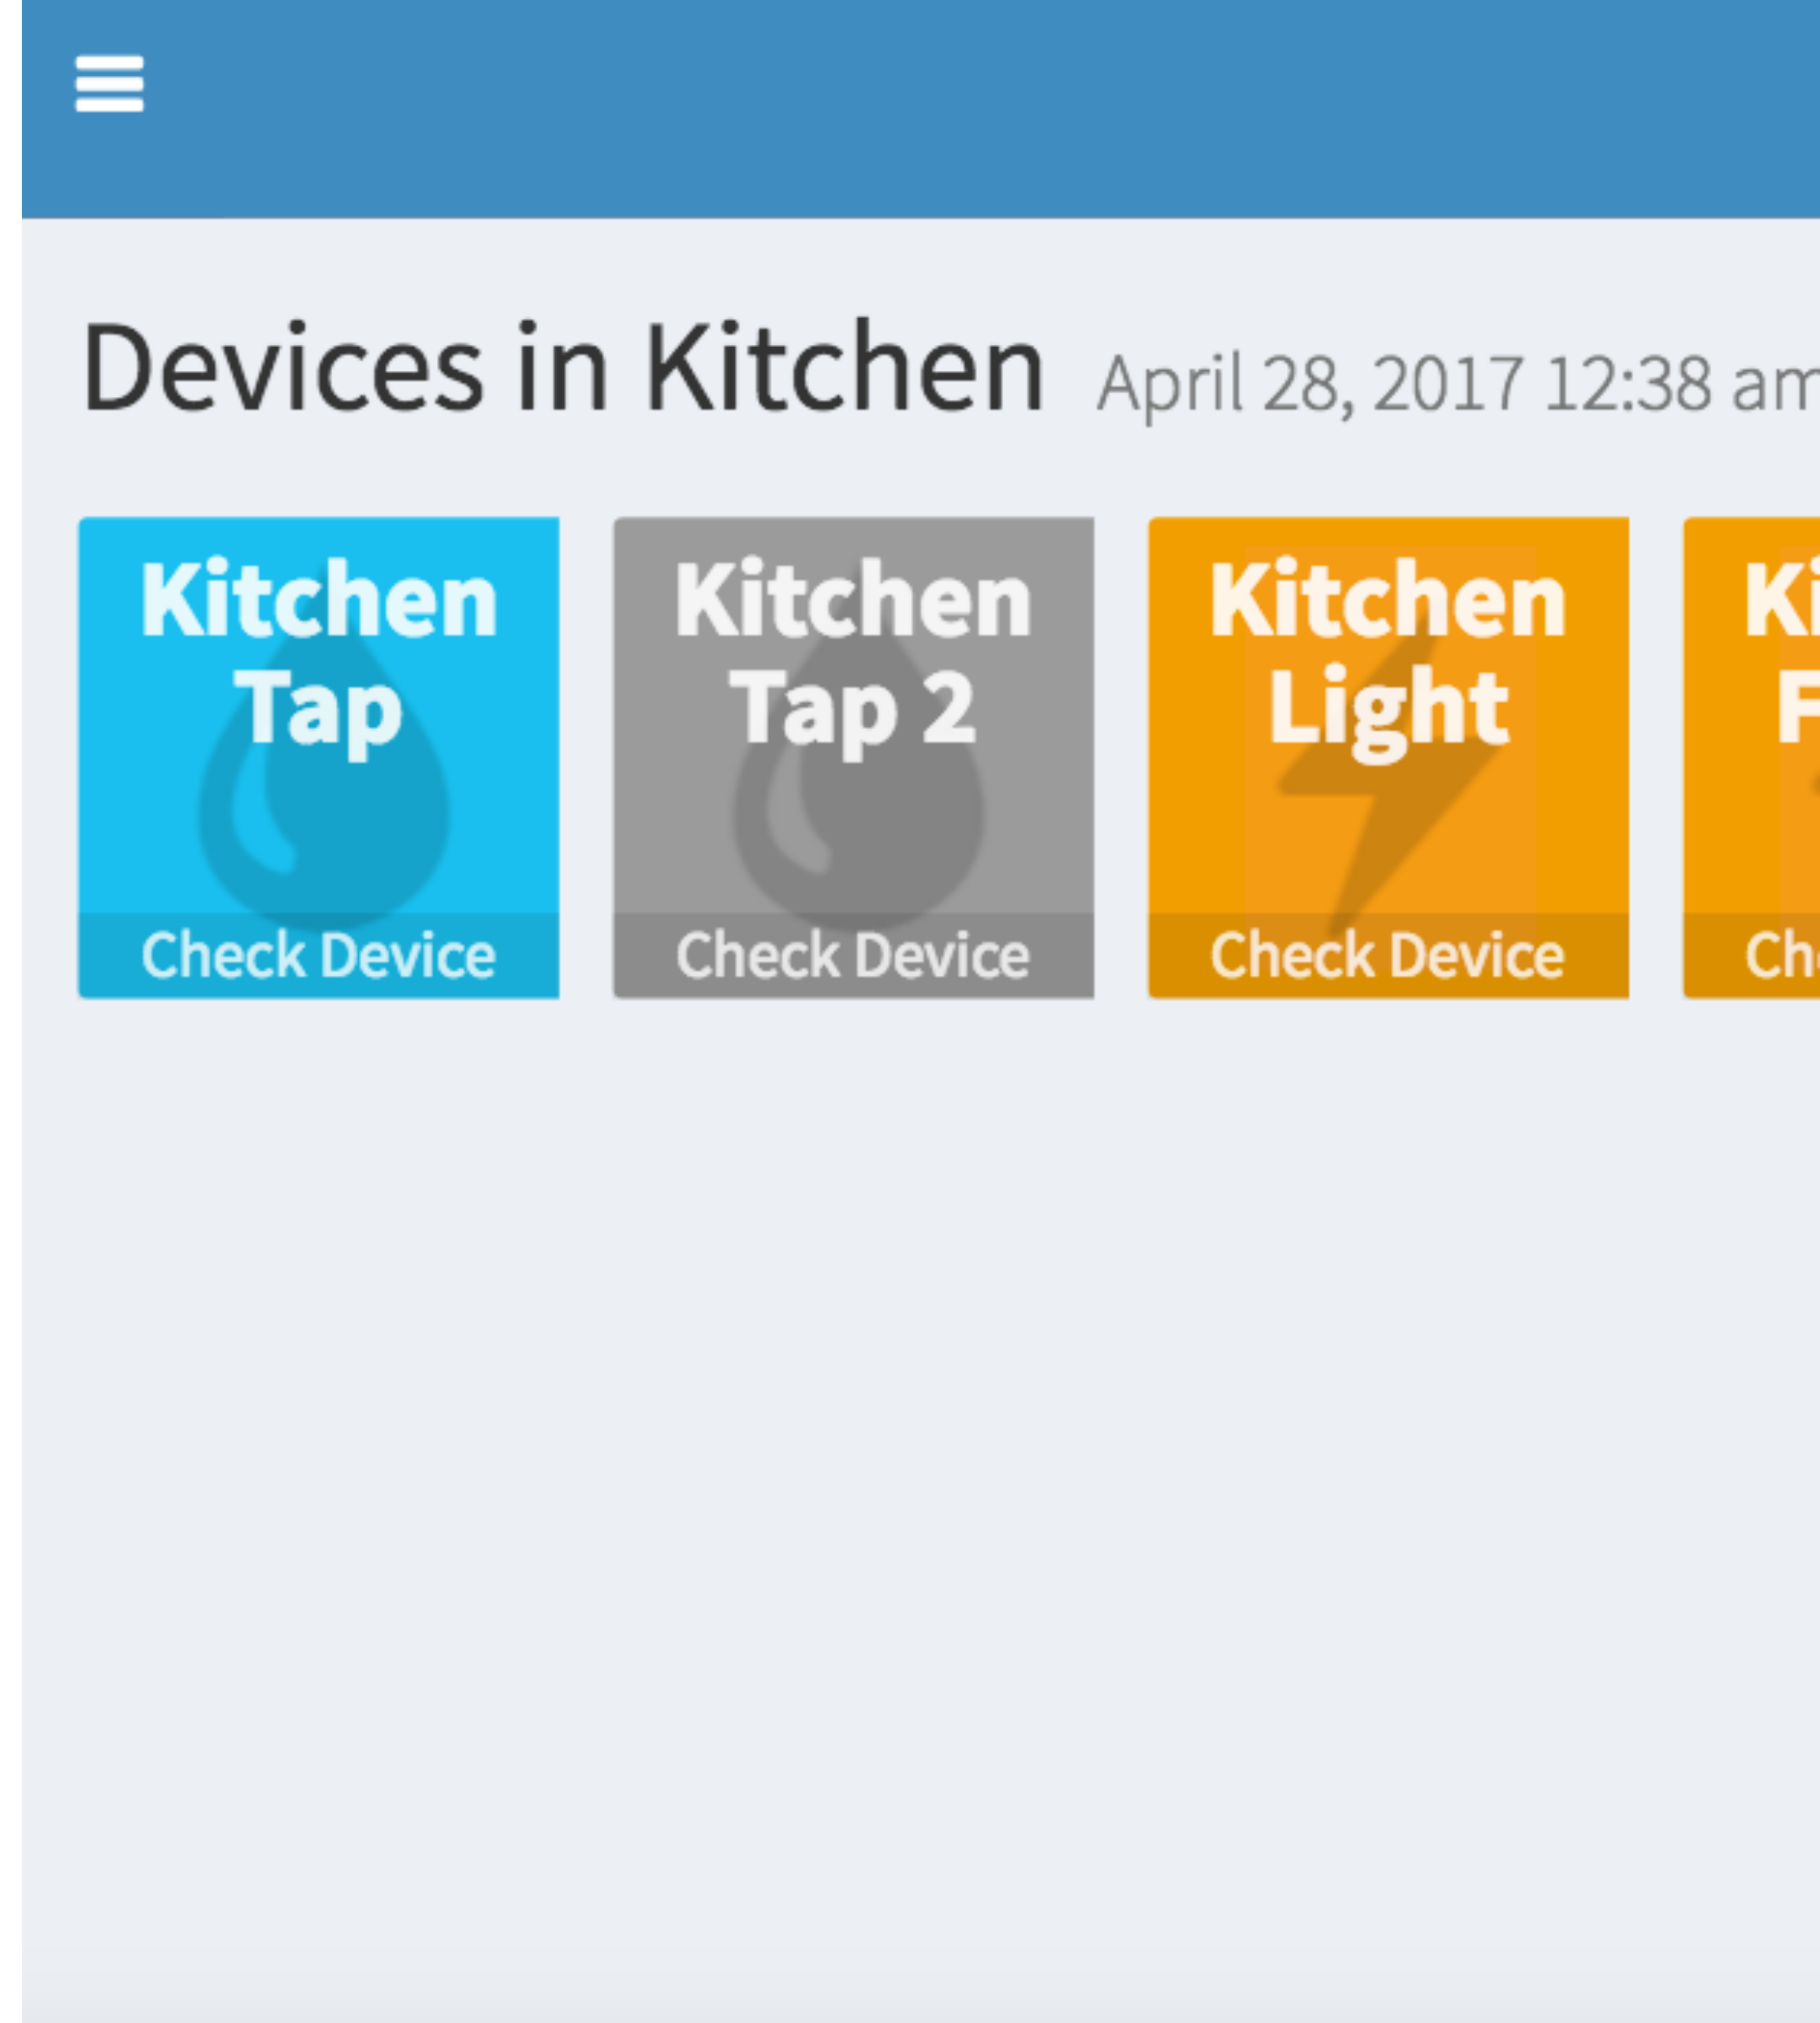 Devices in Kitchen April 28, 2017 12:38 am
Kitchen
Tap
Check Device
Kitchen
Tap 2
Check Device
Kitchen
Light
Check Device